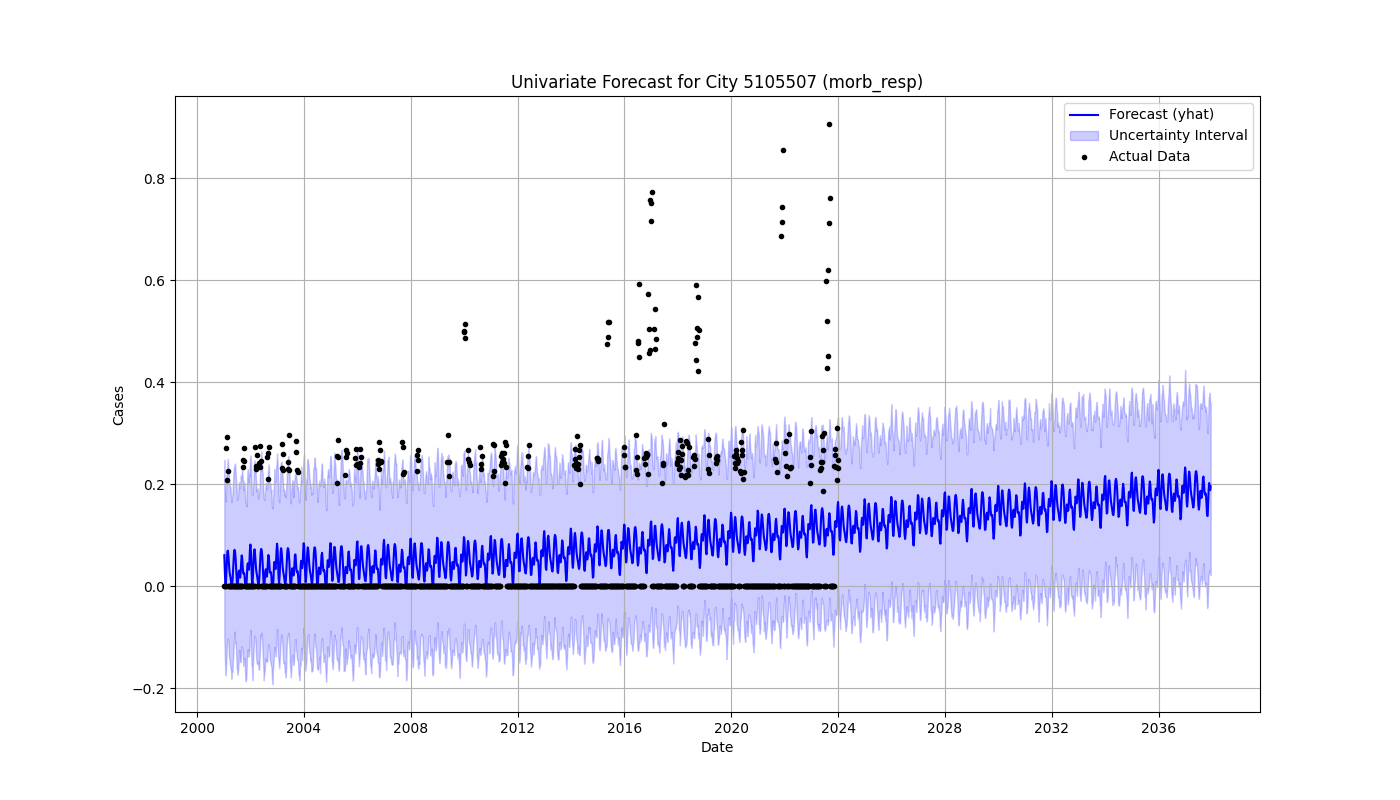 Univariate Forecast for City 5105507 (morb_resp)
Forecast (yhat)
Uncertainty Interval
Actual Data
Cases
0.8
0.6
0.4
0.2
0.0
−0.2
2000 2004 2008 2012 2016 2020 2024 2028 2032 2036
Date